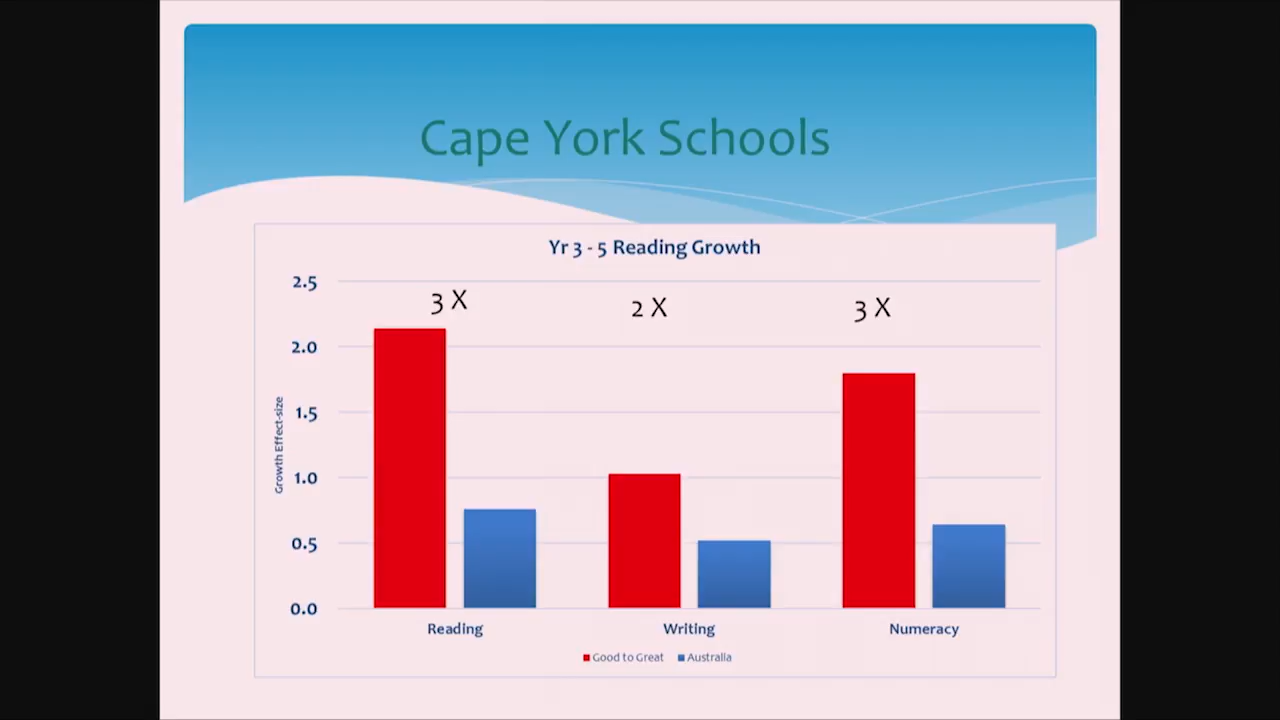 Cape York Schools
Yr 3 - 5 Reading Growth
3 X
2 X
3 X
2.5
2.0
1.5
1.0
0.5
0.0
Growth Effect-size
Reading
Writing
Numeracy
Good to Great
Australia